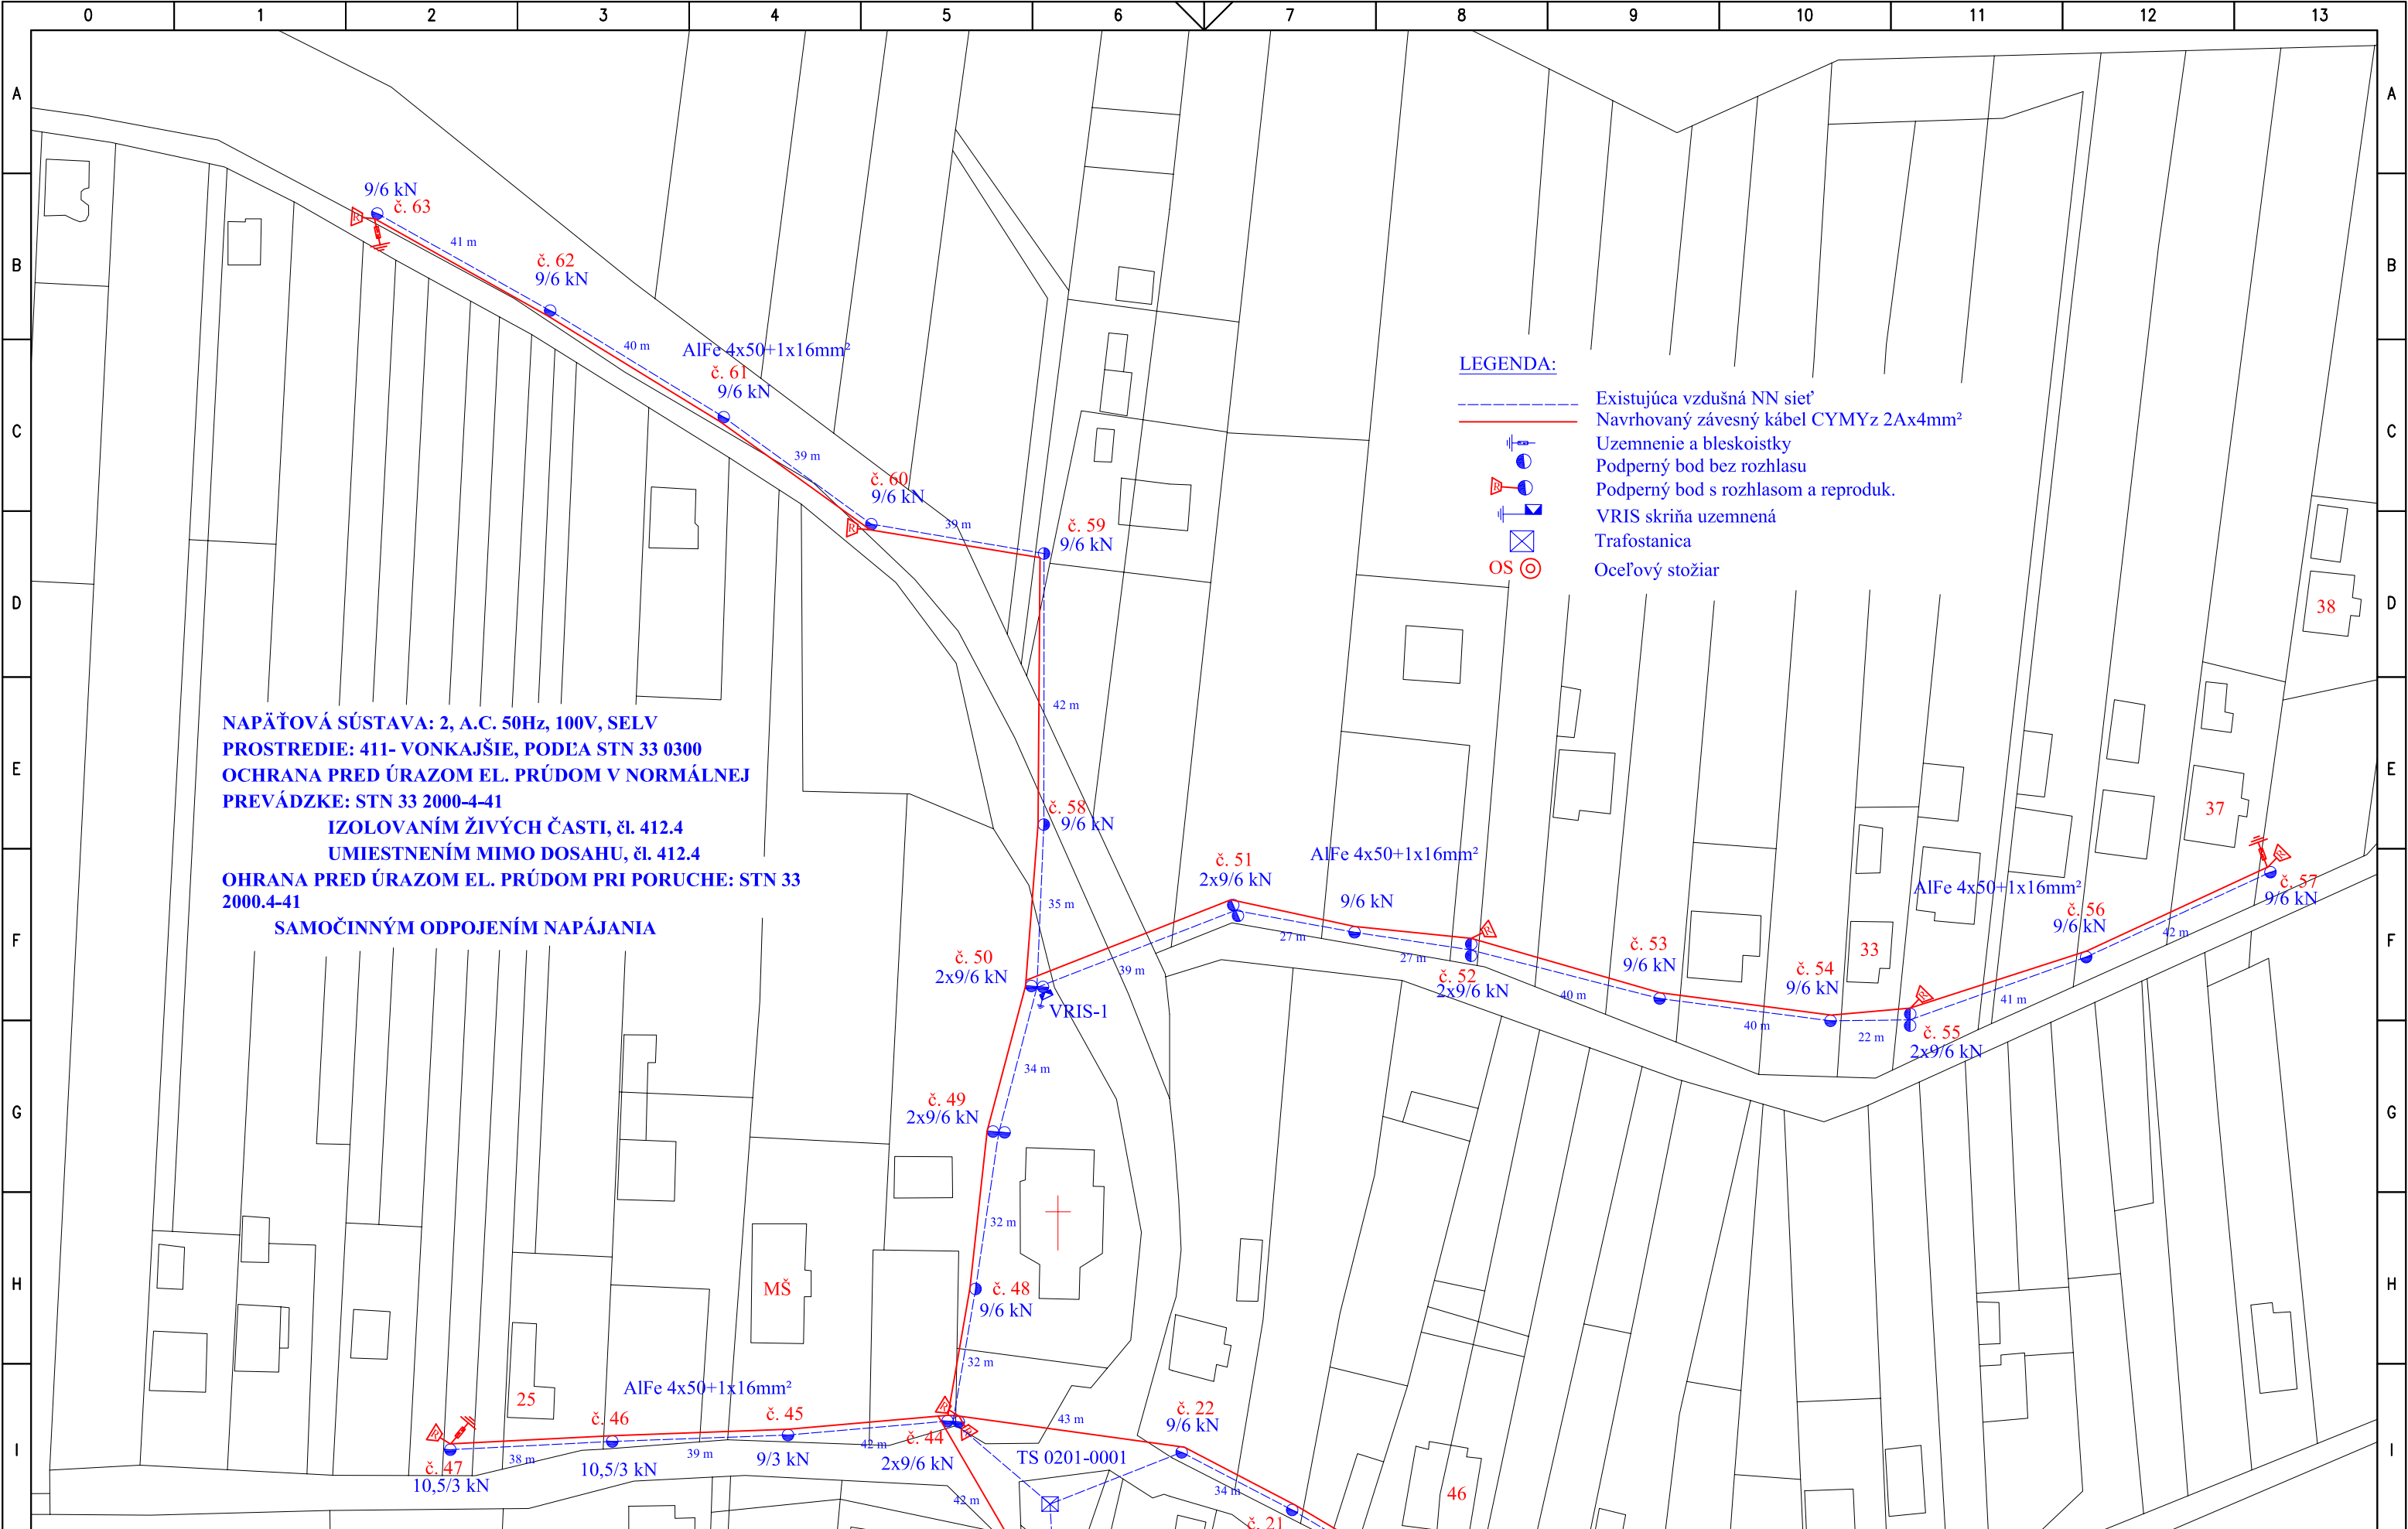 0 1 2 3 4 5 6 7 8 9 10 11 12 13
A A
B B
C C
D D
E E
F F
G G
H H
I I
9/6 kN
R
č. 63
41 m
č. 62
9/6 kN
40 m
AlFe 4x50+1x16mm²
č. 61
9/6 kN
39 m
č. 60
9/6 kN
R
39 m
č. 59
9/6 kN
42 m
č. 58
9/6 kN
35 m
LEGENDA:
Existujúca vzdušná NN sieť
Navrhovaný závesný kábel CYMYz 2Ax4mm²
Uzemnenie a bleskoistky
Podperný bod bez rozhlasu
R Podperný bod s rozhlasom a reproduk.
VRIS skriňa uzemnená
Trafostanica
OS Oceľový stožiar
38
37
NAPÄŤOVÁ SÚSTAVA: 2, A.C. 50Hz, 100V, SELV
PROSTREDIE: 411- VONKAJŠIE, PODĽA STN 33 0300
OCHRANA PRED ÚRAZOM EL. PRÚDOM V NORMÁLNEJ
PREVÁDZKE: STN 33 2000-4-41
IZOLOVANÍM ŽIVÝCH ČASTI, čl. 412.4
UMIESTNENÍM MIMO DOSAHU, čl. 412.4
OHRANA PRED ÚRAZOM EL. PRÚDOM PRI PORUCHE: STN 33
2000.4-41
SAMOČINNÝM ODPOJENÍM NAPÁJANIA
č. 51
2x9/6 kN
AlFe 4x50+1x16mm²
9/6 kN
27 m
R
27 m
č. 52
2x9/6 kN
40 m
č. 53
9/6 kN
40 m
č. 54
9/6 kN
33
22 m
R
č. 55
2x9/6 kN
AlFe 4x50+1x16mm²
41 m
č. 56
9/6 kN
42 m
R
č. 57
9/6 kN
č. 50
2x9/6 kN
39 m
VRIS-1
34 m
č. 49
2x9/6 kN
32 m
č. 48
9/6 kN
MŠ
32 m
AlFe 4x50+1x16mm²
25
R
č. 47
10,5/3 kN
38 m
č. 46
10,5/3 kN
39 m
č. 45
9/3 kN
42 m
R
R
č. 44
2x9/6 kN
43 m
č. 22
9/6 kN
TS 0201-0001
42 m
34 m
č. 21
46